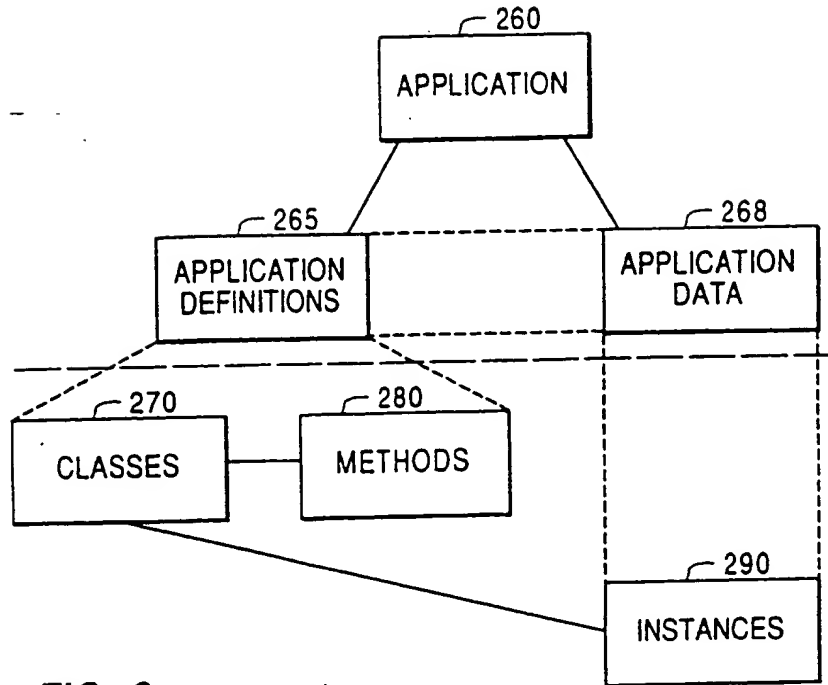 260
APPLICATION
265
268
APPLICATION
DEFINITIONS
APPLICATION
DATA
270
280
CLASSES
METHODS
290
INSTANCES